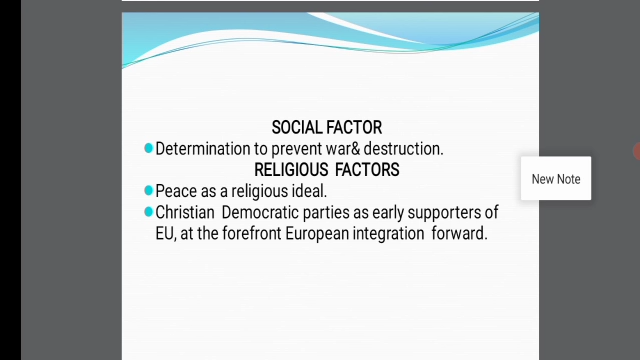 SOCIAL FACTOR
Determination to prevent war& destruction.
RELIGIOUS FACTORS
Peace as a religious ideal.
Christian Democratic parties as early supporters of
EU, at the forefront European integration forward.
New Note